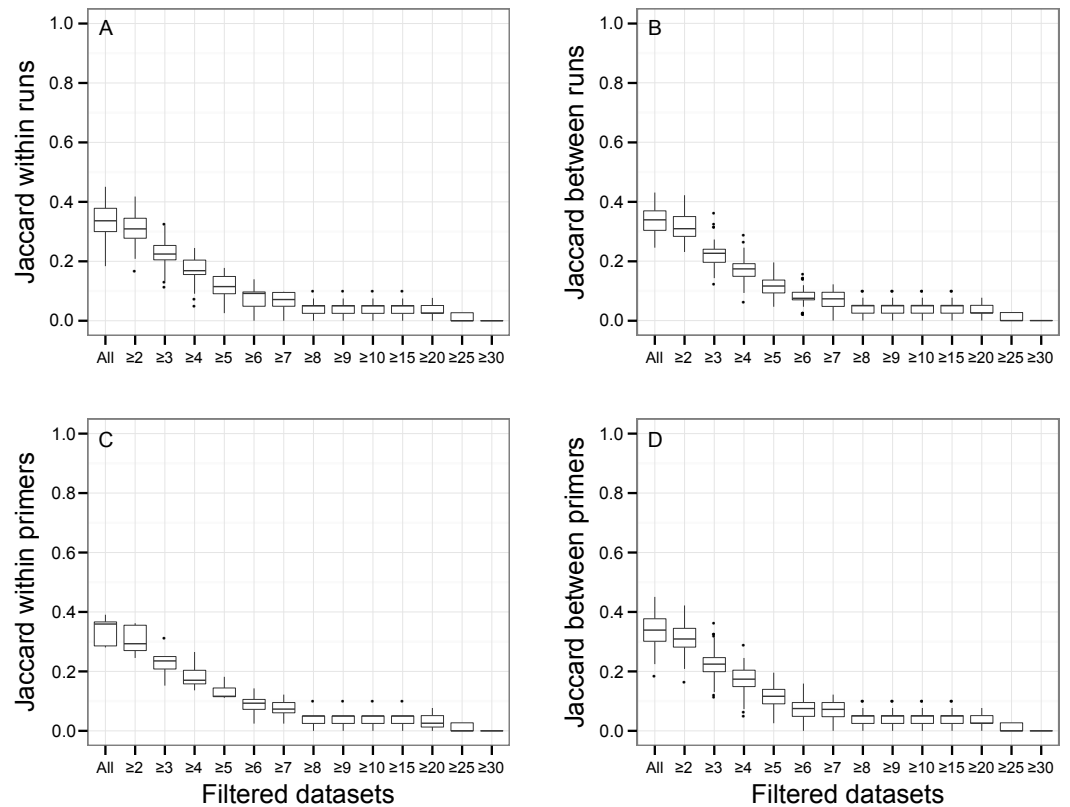 A
Jaccard within runs
1.0
0.8
0.6
0.4
0.2
0.0
All ≥2 ≥3 ≥4 ≥5 ≥6 ≥7 ≥8 ≥9 ≥10 ≥15 ≥20 ≥25 ≥30
B
Jaccard between runs
1.0
0.8
0.6
0.4
0.2
0.0
All ≥2 ≥3 ≥4 ≥5 ≥6 ≥7 ≥8 ≥9 ≥10 ≥15 ≥20 ≥25 ≥30
C
Jaccard within primers
1.0
0.8
0.6
0.4
0.2
0.0
All ≥2 ≥3 ≥4 ≥5 ≥6 ≥7 ≥8 ≥9 ≥10 ≥15 ≥20 ≥25 ≥30
Filtered datasets
D
Jaccard between primers
1.0
0.8
0.6
0.4
0.2
0.0
All ≥2 ≥3 ≥4 ≥5 ≥6 ≥7 ≥8 ≥9 ≥10 ≥15 ≥20 ≥25 ≥30
Filtered datasets